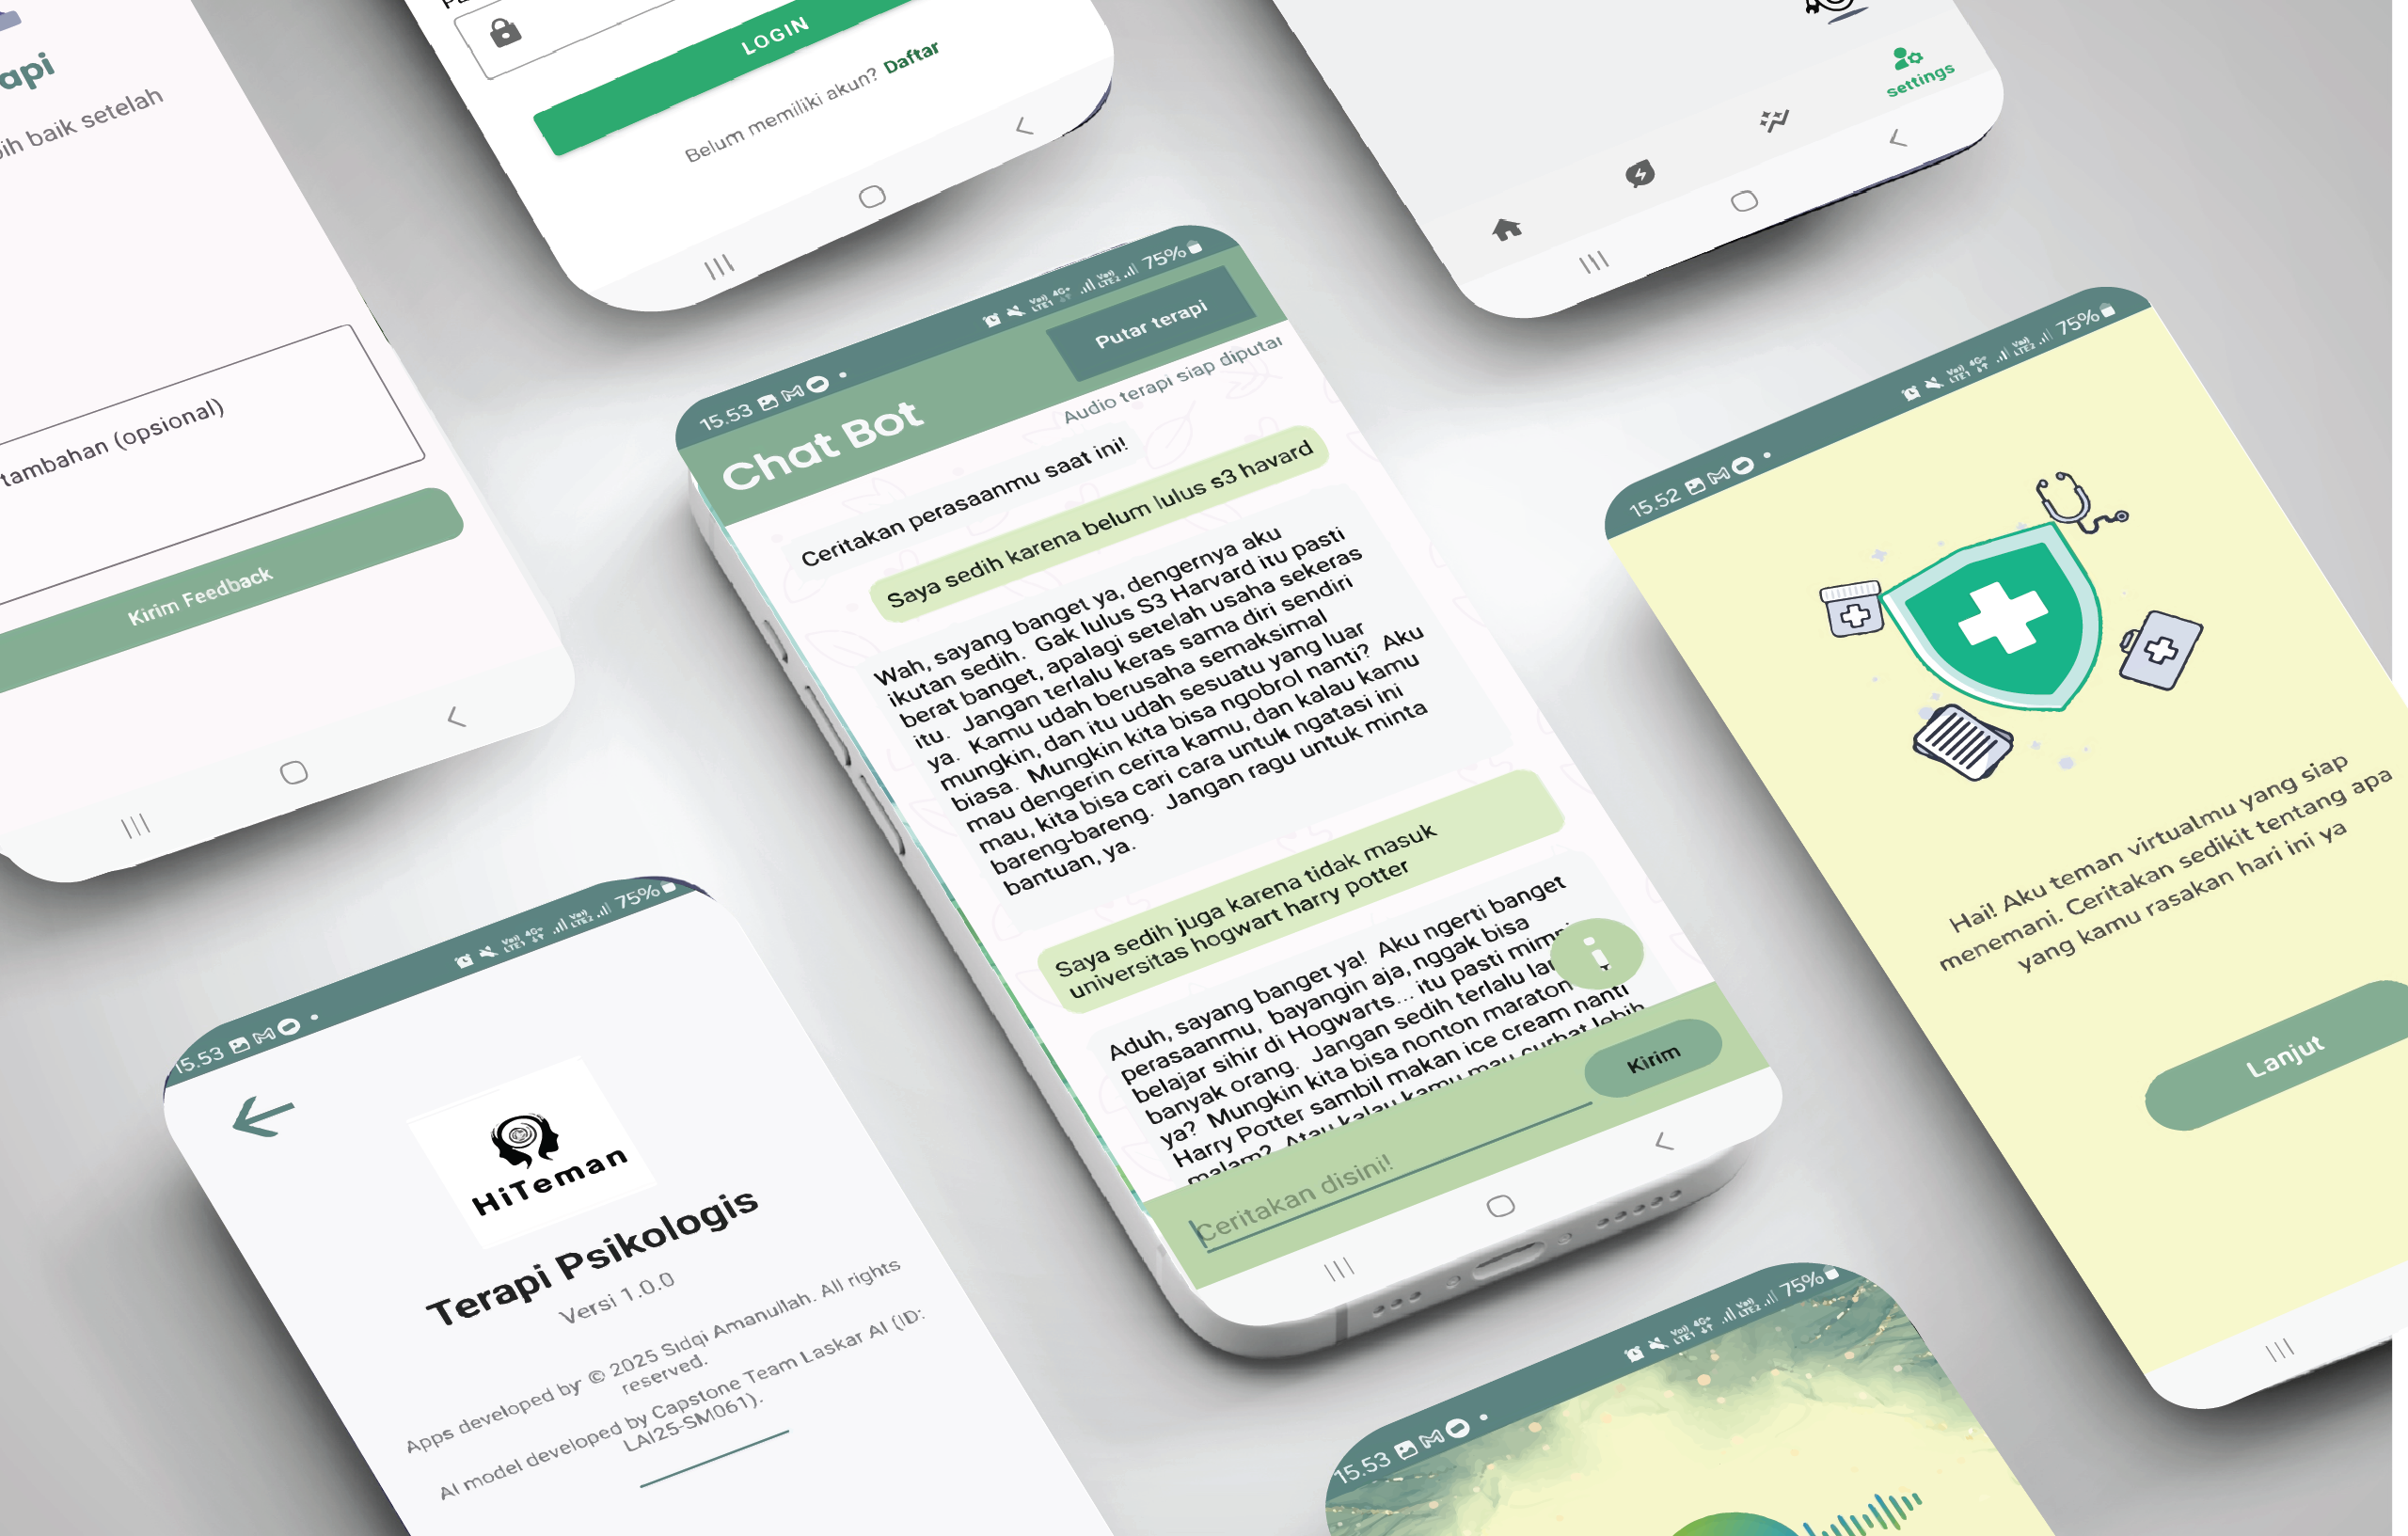 api
ih baik setelah
tambahan (opsional)
Kirim Feedback
LOGIN
Belum memiliki akun? Daftar
settings
15.53
75%
Putar terapi
Chat Bot
Audio terapi siap diputar
Ceritakan perasaanmu saat ini!
Saya sedih karena belum lulus s3 havard
Wah, sayang banget ya, dengernya aku
ikutan sedih. Gak lulus S3 Harvard itu pasti
berat banget, apalagi setelah usaha sekeras
itu. Jangan terlalu keras sama diri sendiri
ya. Kamu udah berusaha semaksimal
mungkin, dan itu udah sesuatu yang luar
biasa. Mungkin kita bisa ngobrol nanti? Aku
mau dengerin cerita kamu, dan kalau kamu
mau, kita bisa cari cara untuk ngatasi ini
bareng-bareng. Jangan ragu untuk minta
bantuan, ya.
Saya sedih juga karena tidak masuk
universitas hogwart harry potter
Aduh, sayang banget ya! Aku ngerti banget
perasaanmu, bayangin aja, nggak bisa
belajar sihir di Hogwarts... itu pasti mimpi
banyak orang. Jangan sedih terlalu la
ya? Mungkin kita bisa nonton maraton
Harry Potter sambil makan ice cream nanti
malam? Atau kalau kamu mau curhat lebih
Ceritakan disini!
Kirim
15.52
75%
Hai! Aku teman virtualmu yang siap
menemani. Ceritakan sedikit tentang apa
yang kamu rasakan hari ini ya
Lanjut
15.53
75%
HiTeman
Terapi Psikologis
Versi 1.0.0
Apps developed by © 2025 Sidqi Amanullah. All rights
reserved.
AI model developed by Capstone Team Laskar AI (ID:
LAI25-SM061).
15.53
75%